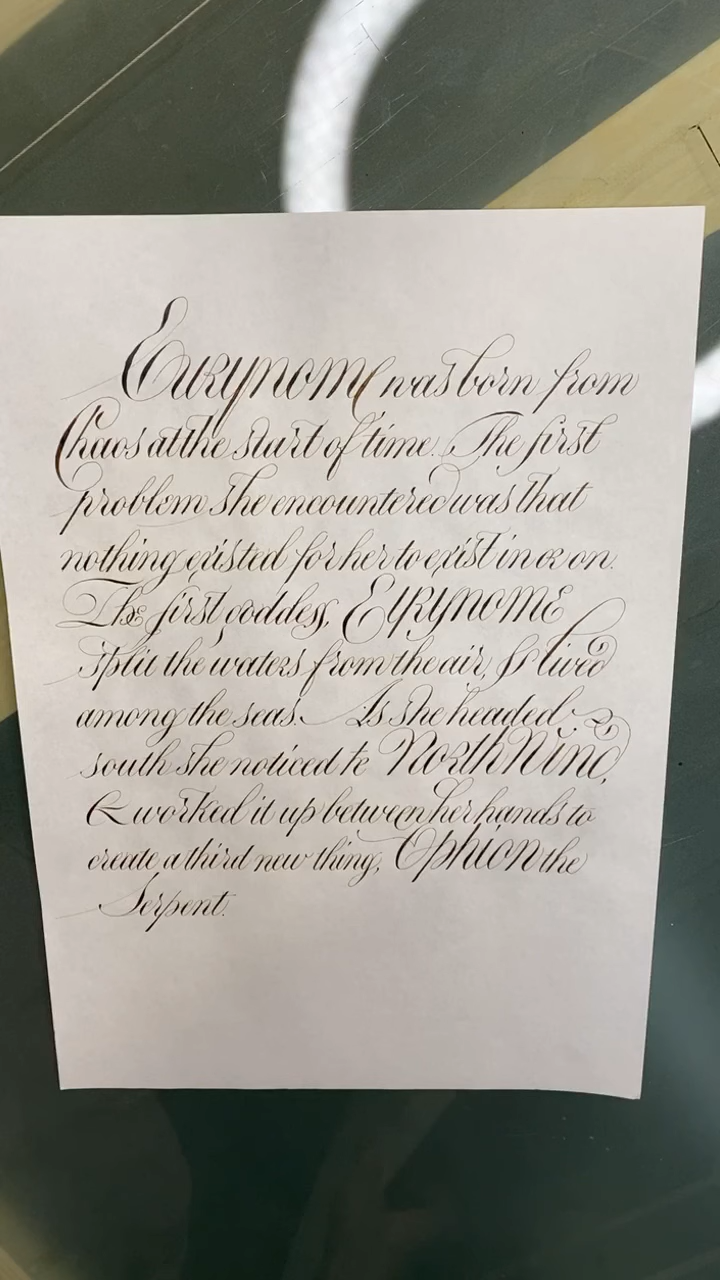 Eurynome was born from
Chaos at the start of time. The first
problem she encountered was that
nothing existed for her to exist in or on.
The first goddess, EURYNOME
split the waters from the air, & lived
among the seas. As she headed
south she noticed te North Wind,
& worked it up between her hands to
create a third new thing, Ophion the
Serpent.